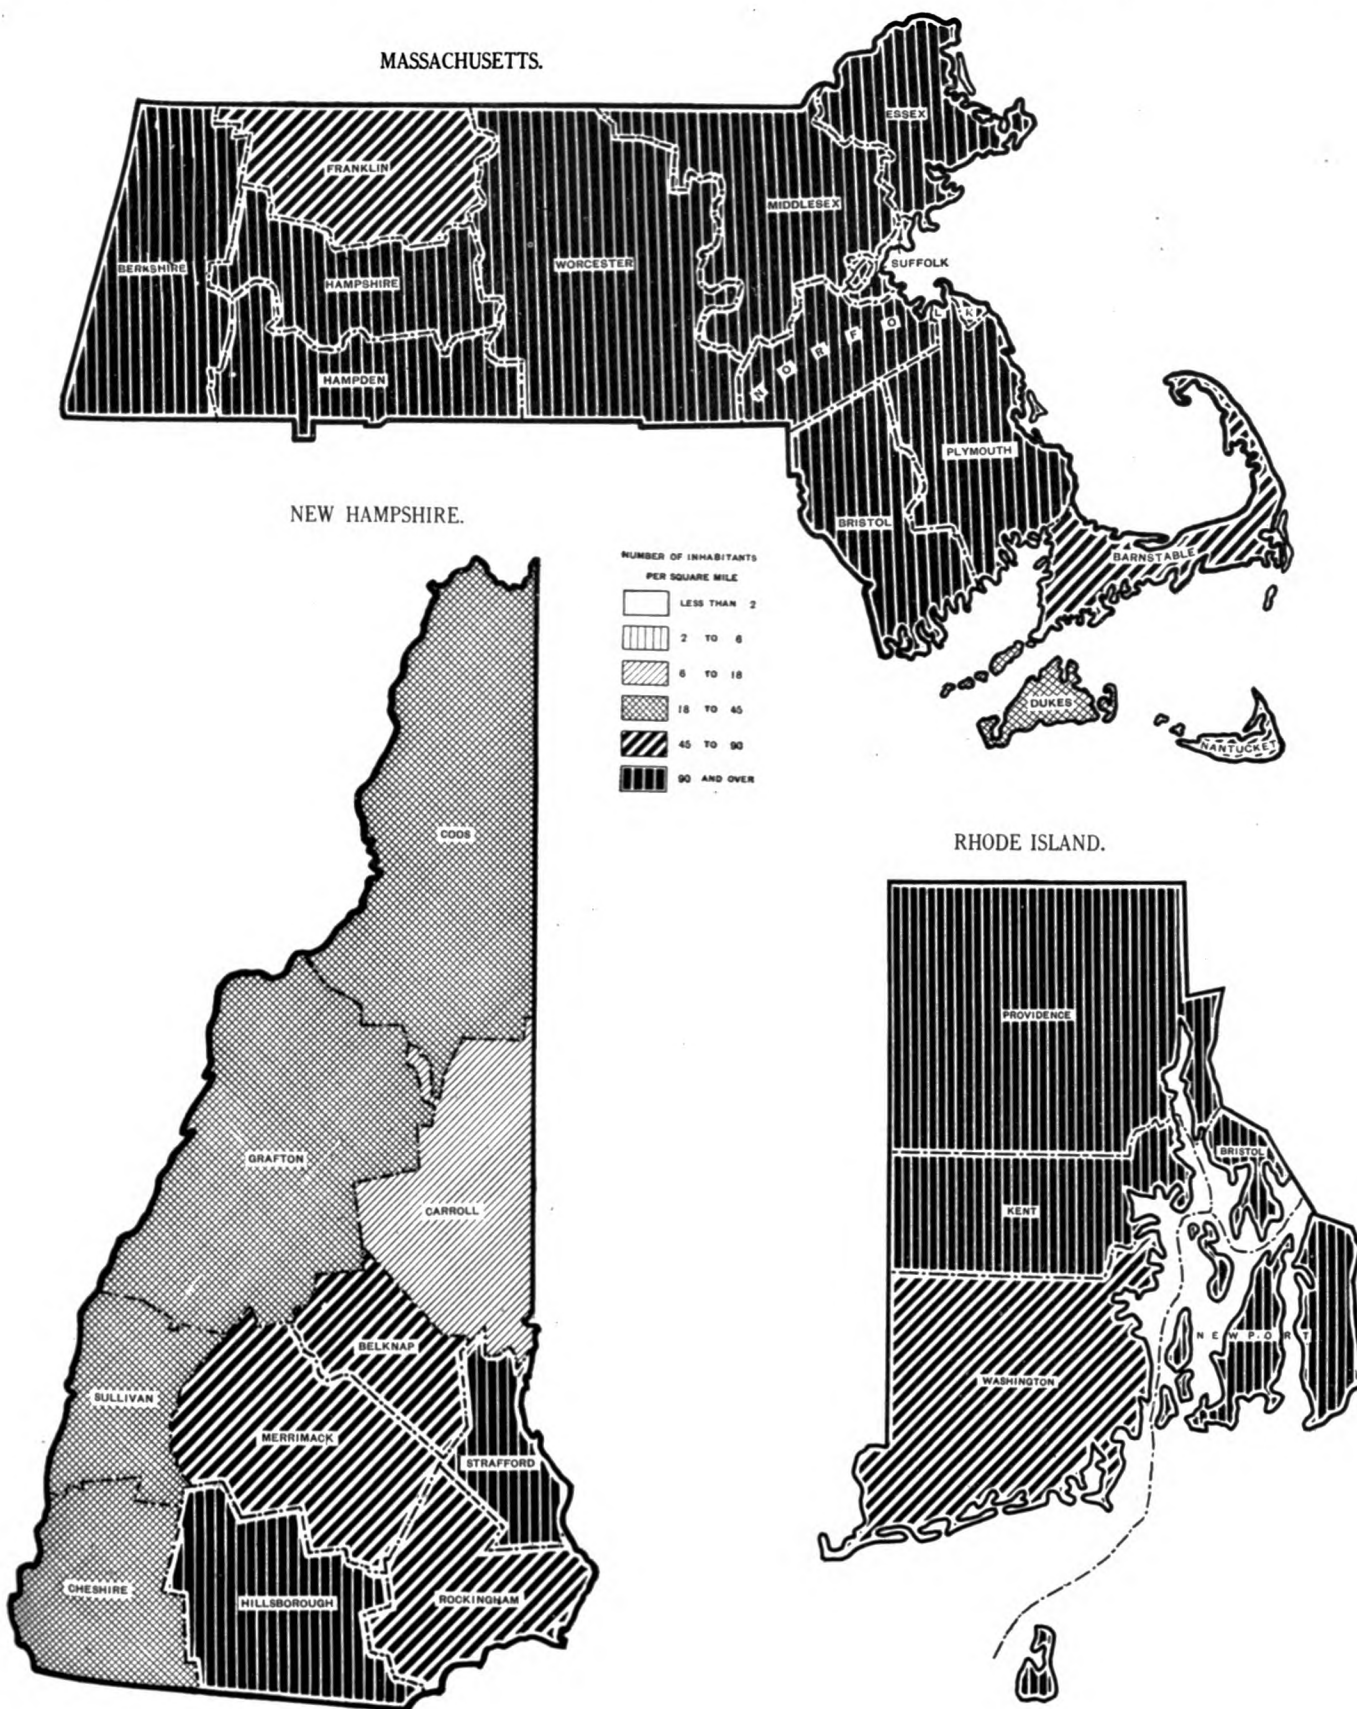 MASSACHUSETTS.
ESSEX
FRANKLIN
MIDDLESEX
BERKSHIRE
HAMPSHIRE
WORCESTER
SUFFOLK
NORFOLK
HAMPDEN
PLYMOUTH
BRISTOL
BARNSTABLE
DUKES
NANTUCKET
NEW HAMPSHIRE.
NUMBER OF INHABITANTS
PER SQUARE MILE
LESS THAN 2
2 TO 6
6 TO 18
18 TO 45
45 TO 90
90 AND OVER
COOS
GRAFTON
CARROLL
BELKNAP
SULLIVAN
MERRIMACK
STRAFFORD
CHESHIRE
HILLSBOROUGH
ROCKINGHAM
RHODE ISLAND.
PROVIDENCE
BRISTOL
KENT
NEWPORT
WASHINGTON